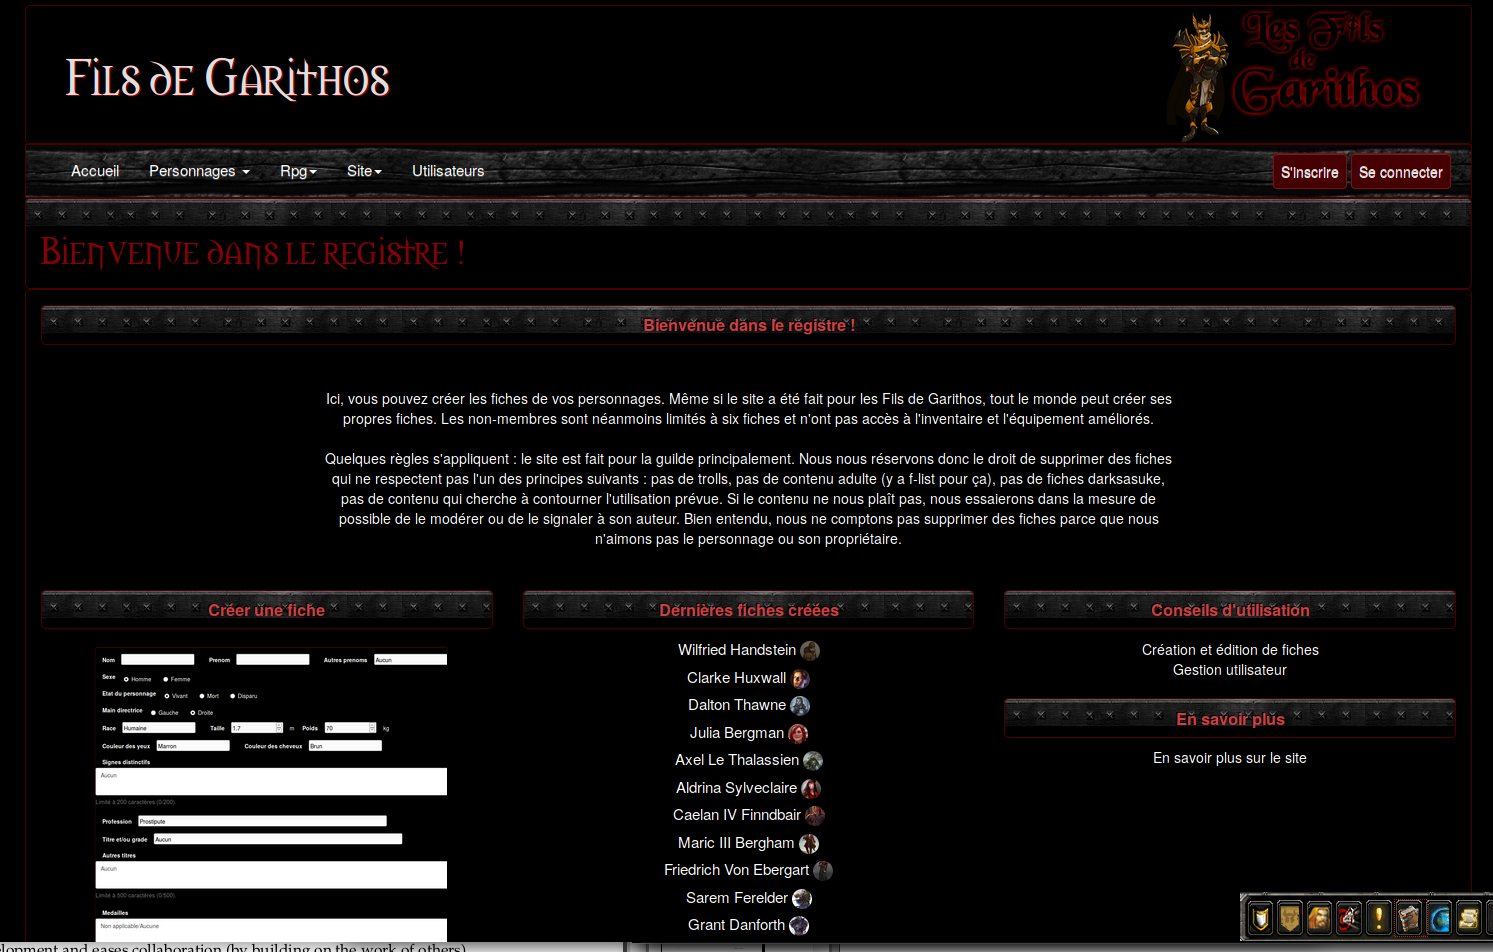 Fils de Garithos
Les Fils
de
Garithos
Accueil Personnages Rpg Site Utilisateurs S'inscrire Se connecter
Bienvenue dans le registre !
Bienvenue dans le registre !
Ici, vous pouvez créer les fiches de vos personnages. Même si le site a été fait pour les Fils de Garithos, tout le monde peut créer ses
propres fiches. Les non-membres sont néanmoins limités à six fiches et n'ont pas accès à l'inventaire et l'équipement améliorés.
Quelques règles s'appliquent : le site est fait pour la guilde principalement. Nous nous réservons donc le droit de supprimer des fiches
qui ne respectent pas l'un des principes suivants : pas de trolls, pas de contenu adulte (y a f-list pour ça), pas de fiches darksasuke,
pas de contenu qui cherche à contourner l'utilisation prévue. Si le contenu ne nous plaît pas, nous essaierons dans la mesure de
possible de le modérer ou de le signaler à son auteur. Bien entendu, nous ne comptons pas supprimer des fiches parce que nous
n'aimons pas le personnage ou son propriétaire.
Créer une fiche
Nom Prenom Autres prenoms Aucun
Sexe Homme Femme
Etat du personnage Vivant Mort Disparu
Main directrice Gauche Droite
Race Humaine Taille 1.7 m Poids 70 kg
Couleur des yeux Marron Couleur des cheveux Brun
Signes distinctifs
Aucun
Limité à 200 caractères (0/200)
Profession Prostipute
Titre et/ou grade Aucun
Autres titres
Aucun
Limité à 500 caractères (0/500)
Medailles
Non applicable/Aucune
Dernières fiches créées
Wilfried Handstein
Clarke Huxwall
Dalton Thawne
Julia Bergman
Axel Le Thalassien
Aldrina Sylveclaire
Caelan IV Finndbair
Maric III Bergham
Friedrich Von Ebergart
Sarem Ferelder
Grant Danforth
Conseils d'utilisation
Création et édition de fiches
Gestion utilisateur
En savoir plus
En savoir plus sur le site
elopment and eases collaboration (by building on the work of others)